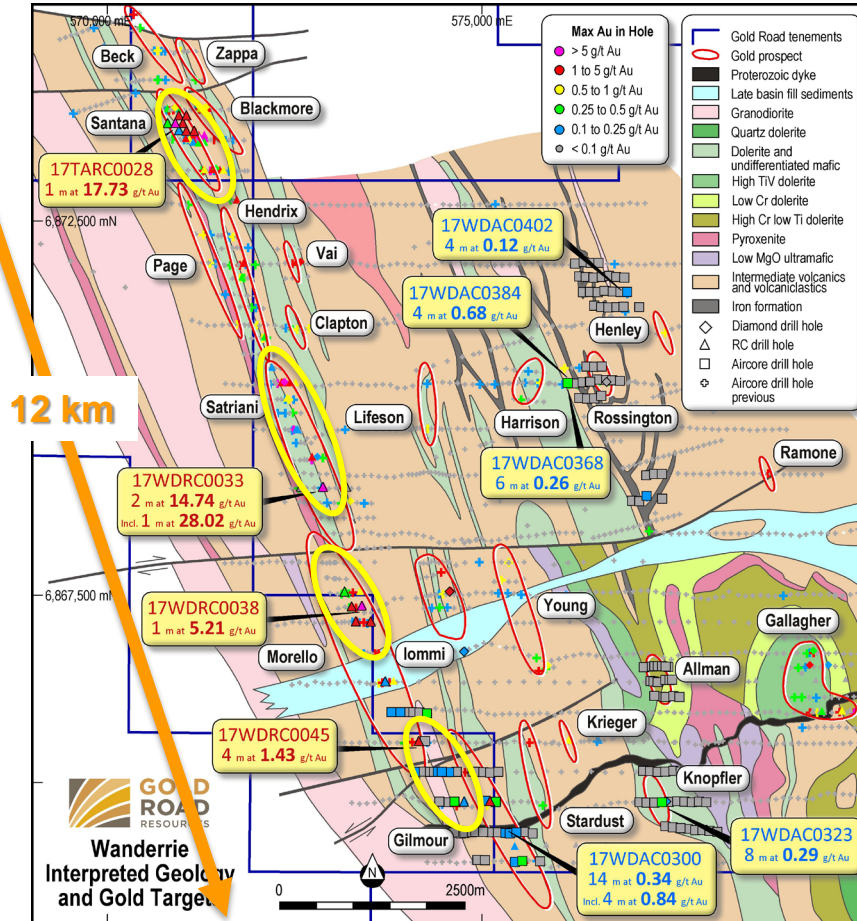 570,000 mE
575,000 mE
Beck
Zappa
Santana
Blackmore
17TARC0028
1 m at 17.73 g/t Au
Hendrix
6,872,500 mN
Page
Vai
Clapton
17WDAC0402
4 m at 0.12 g/t Au
17WDAC0384
4 m at 0.68 g/t Au
Henley
12 km
Satriani
Lifeson
Harrison
Rossington
17WDAC0368
6 m at 0.26 g/t Au
Ramone
17WDRC0033
2 m at 14.74 g/t Au
Incl. 1 m at 28.02 g/t Au
6,867,500 mN
17WDRC0038
1 m at 5.21 g/t Au
Morello
Iommi
Young
Allman
Gallagher
17WDRC0045
4 m at 1.43 g/t Au
Krieger
Knopfler
Gilmour
Stardust
17WDAC0323
8 m at 0.29 g/t Au
17WDAC0300
14 m at 0.34 g/t Au
Incl. 4 m at 0.84 g/t Au
Max Au in Hole
> 5 g/t Au
1 to 5 g/t Au
0.5 to 1 g/t Au
0.25 to 0.5 g/t Au
0.1 to 0.25 g/t Au
< 0.1 g/t Au
Gold Road tenements
Gold prospect
Proterozoic dyke
Late basin fill sediments
Granodiorite
Quartz dolerite
Dolerite and
undifferentiated mafic
High TiV dolerite
Low Cr dolerite
High Cr low Ti dolerite
Pyroxenite
Low MgO ultramafic
Intermediate volcanics
and volcaniclastics
Iron formation
Diamond drill hole
RC drill hole
Aircore drill hole
Aircore drill hole
previous
GOLD
ROAD
RESOURCES
Wanderrie
Interpreted Geology
and Gold Targets
N
0
2500m